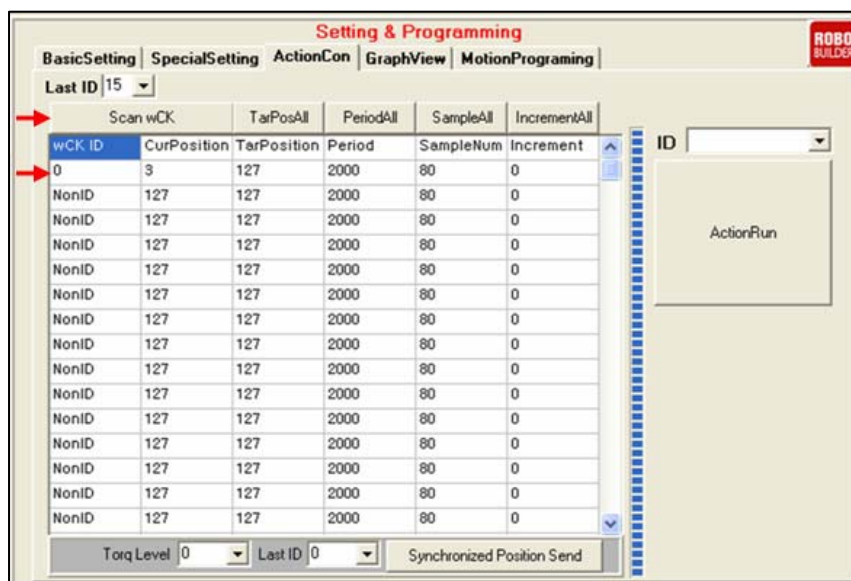 Setting & Programming
ROBO
BUILDER
BasicSetting SpecialSetting ActionCon GraphView MotionPrograming
Last ID 15
Scan wCK TarPosAll PeriodAll SampleAll IncrementAll
wCK ID CurPosition TarPosition Period SampleNum Increment
ID
0 3 127 2000 80 0
NonID 127 127 2000 80 0
NonID 127 127 2000 80 0
NonID 127 127 2000 80 0
ActionRun
NonID 127 127 2000 80 0
NonID 127 127 2000 80 0
NonID 127 127 2000 80 0
NonID 127 127 2000 80 0
NonID 127 127 2000 80 0
NonID 127 127 2000 80 0
NonID 127 127 2000 80 0
NonID 127 127 2000 80 0
NonID 127 127 2000 80 0
NonID 127 127 2000 80 0
NonID 127 127 2000 80 0
Torq Level 0 Last ID 0 Synchronized Position Send